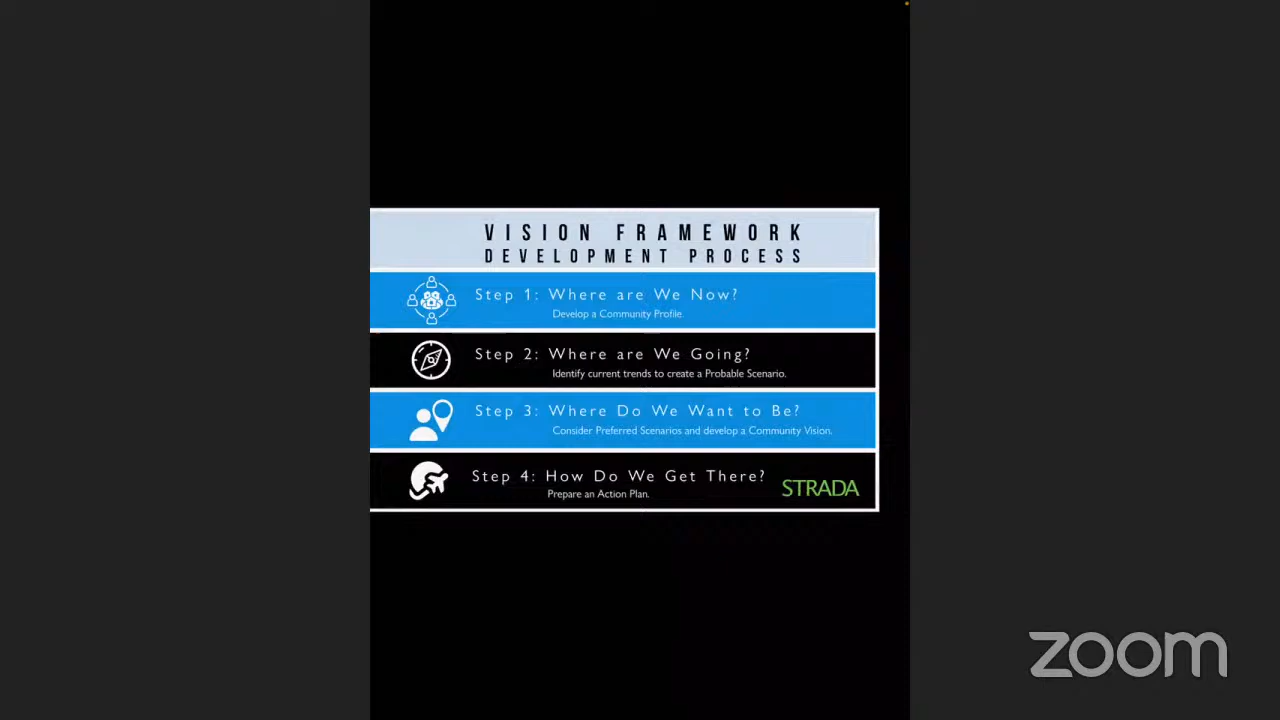 VISION FRAMEWORK
DEVELOPMENT PROCESS
Step 1: Where are We Now?
Develop a Community Profile.
Step 2: Where are We Going?
Identify current trends to create a Probable Scenario.
Step 3: Where Do We Want to Be?
Consider Preferred Scenarios and develop a Community Vision.
Step 4: How Do We Get There?
Prepare an Action Plan.
STRADA
zoom